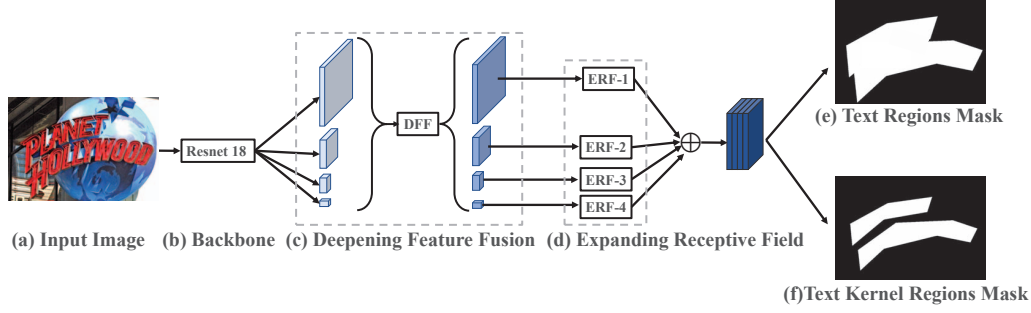 PLANET
HOLLYWOOD
(a) Input Image
Resnet 18
(b) Backbone
DFF
(c) Deepening Feature Fusion
ERF-1
ERF-2
ERF-3
ERF-4
(d) Expanding Receptive Field
(e) Text Regions Mask
(f)Text Kernel Regions Mask